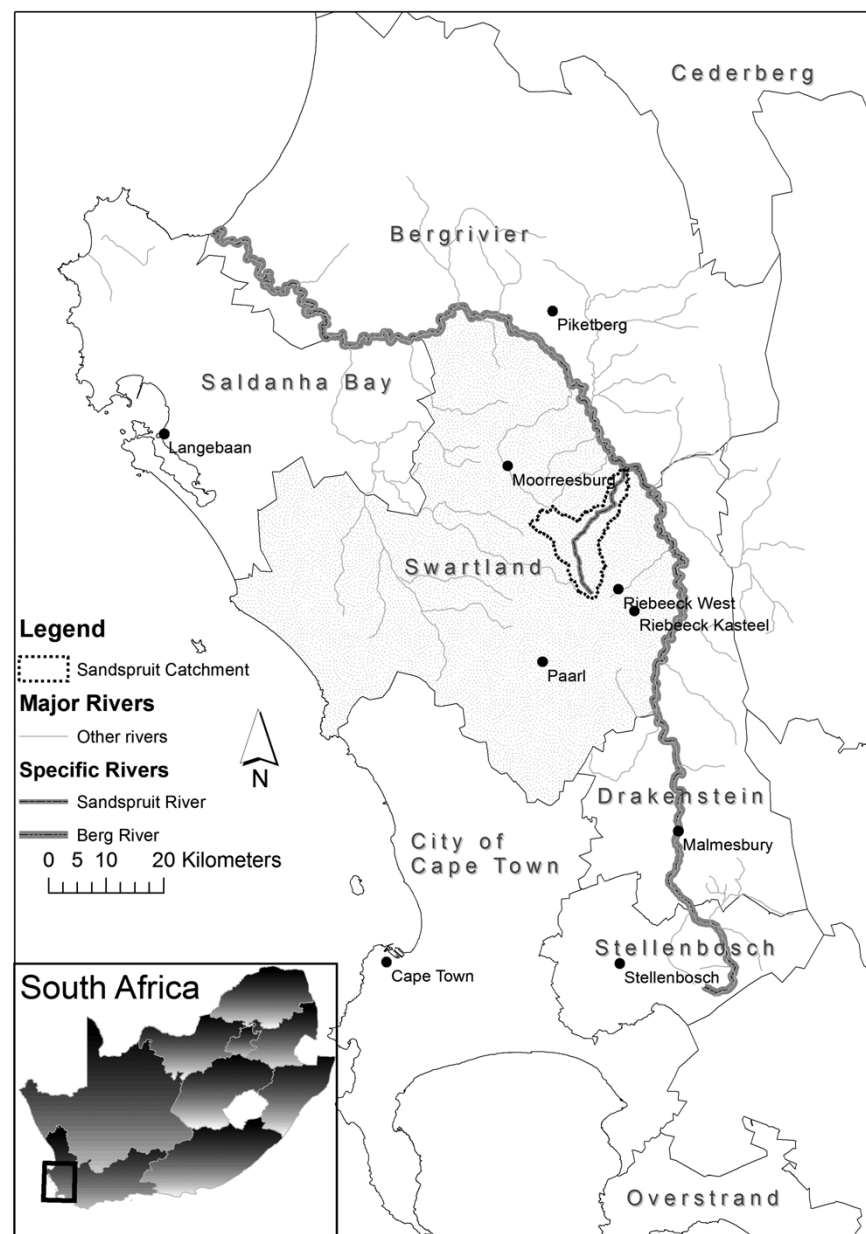 Cederberg
Bergrivier
Piketberg
Saldanha Bay
Langebaan
Moorreesburg
Swartland
Riebeeck West
Riebeeck Kasteel
Legend
Sandspruit Catchment
Paarl
Major Rivers
Other rivers
N
Specific Rivers
Sandspruit River
Drakenstein
Berg River
City of
Cape Town
Malmesbury
0 5 10 20 Kilometers
Stellenbosch
Stellenbosch
Cape Town
South Africa
Overstrand